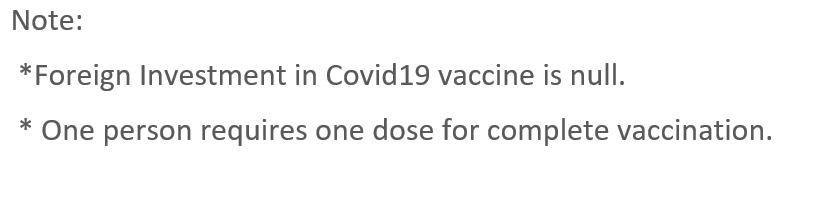 Note:
*Foreign Investment in Covid19 vaccine is null.
* One person requires one dose for complete vaccination.